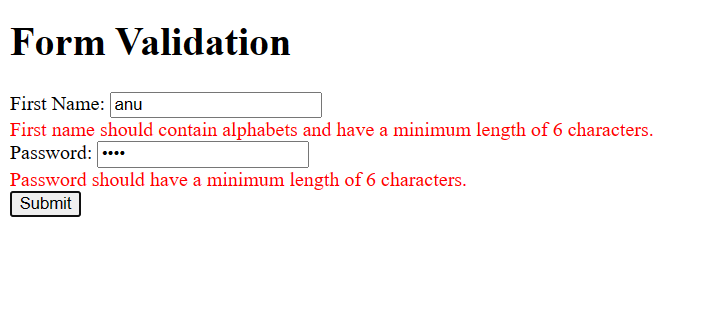 Form Validation
First Name: anu
First name should contain alphabets and have a minimum length of 6 characters.
Password: ••••
Password should have a minimum length of 6 characters.
Submit